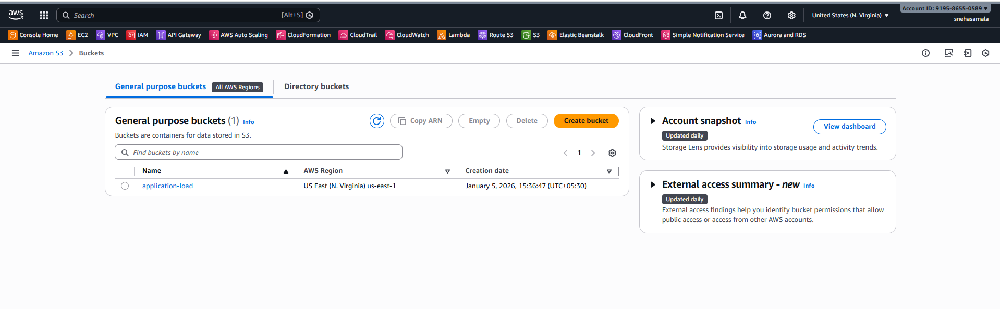 aws
Search [Alt+S]
United States (N. Virginia) ▼
Account ID: 9195-8655-0589 ▼
snehasamala
Console Home EC2 VPC IAM API Gateway AWS Auto Scaling CloudFormation CloudTrail CloudWatch Lambda Route 53 S3 Elastic Beanstalk CloudFront Simple Notification Service Aurora and RDS
Amazon S3 > Buckets
General purpose buckets All AWS Regions Directory buckets
General purpose buckets (1) Info
Copy ARN Empty Delete Create bucket
Buckets are containers for data stored in S3.
Find buckets by name
1
Name AWS Region Creation date
application-load US East (N. Virginia) us-east-1 January 5, 2026, 15:36:47 (UTC+05:30)
Account snapshot Info
View dashboard
Updated daily
Storage Lens provides visibility into storage usage and activity trends.
External access summary - new Info
Updated daily
External access findings help you identify bucket permissions that allow
public access or access from other AWS accounts.